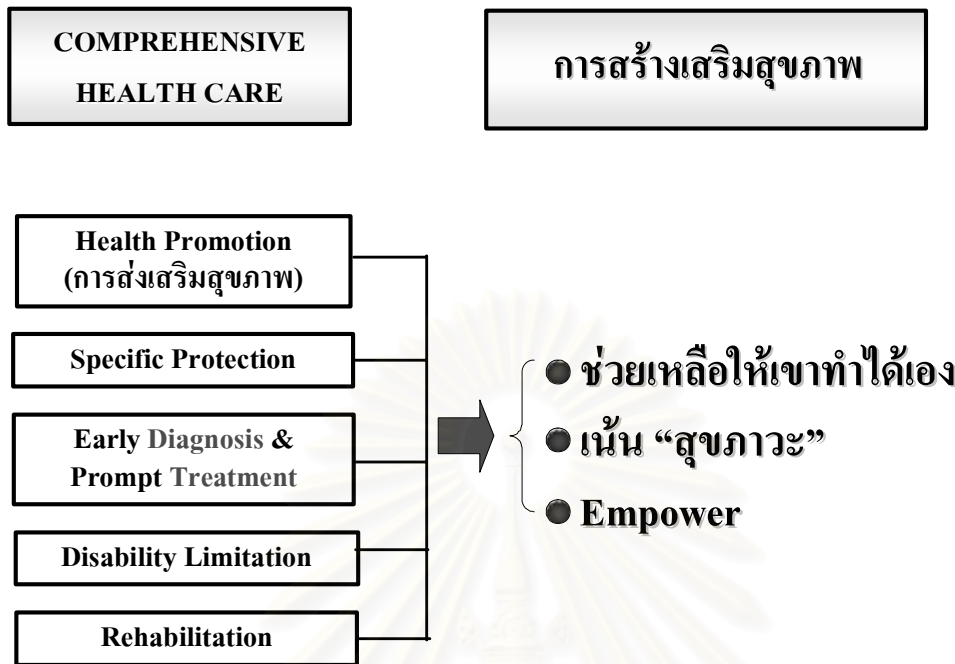 COMPREHENSIVE
HEALTH CARE
การสร้างเสริมสุขภาพ
Health Promotion
(การส่งเสริมสุขภาพ)
Specific Protection
Early Diagnosis &
Prompt Treatment
Disability Limitation
Rehabilitation
ช่วยเหลือให้เขาทำได้เอง
เน้น “สุขภาวะ”
Empower